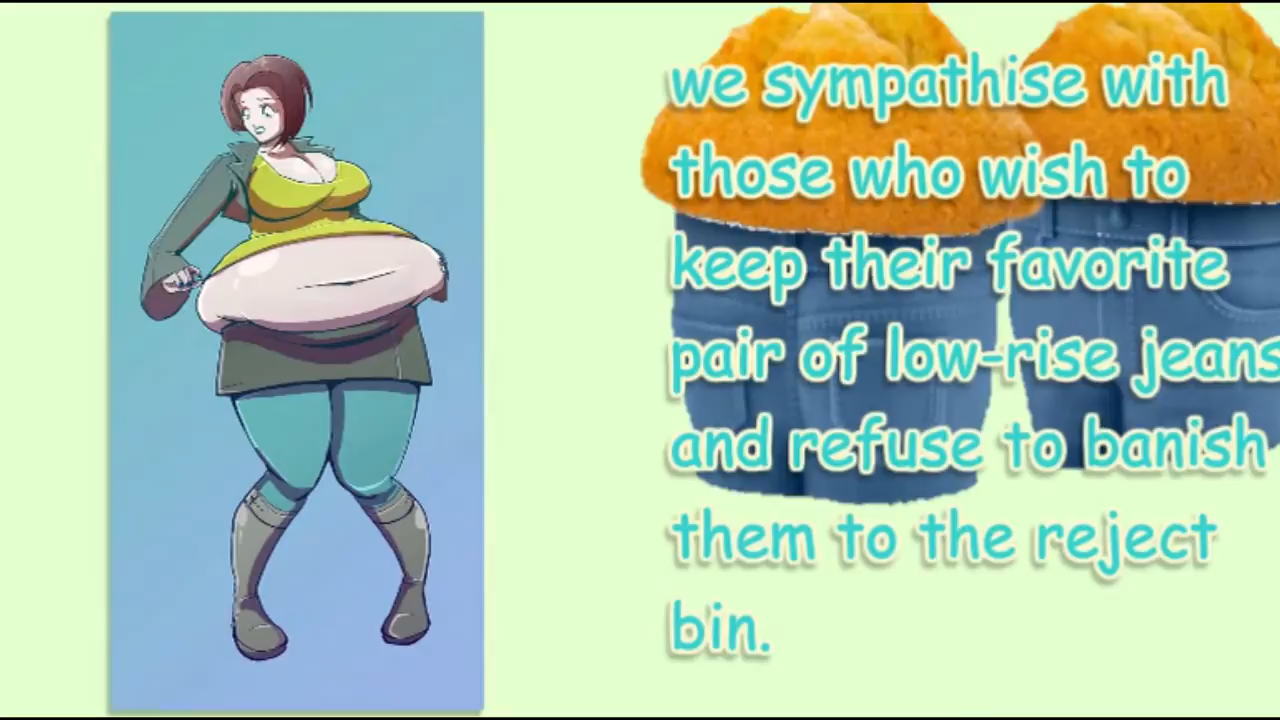 we sympathise with
those who wish to
keep their favorite
pair of low-rise jeans
and refuse to banish
them to the reject
bin.